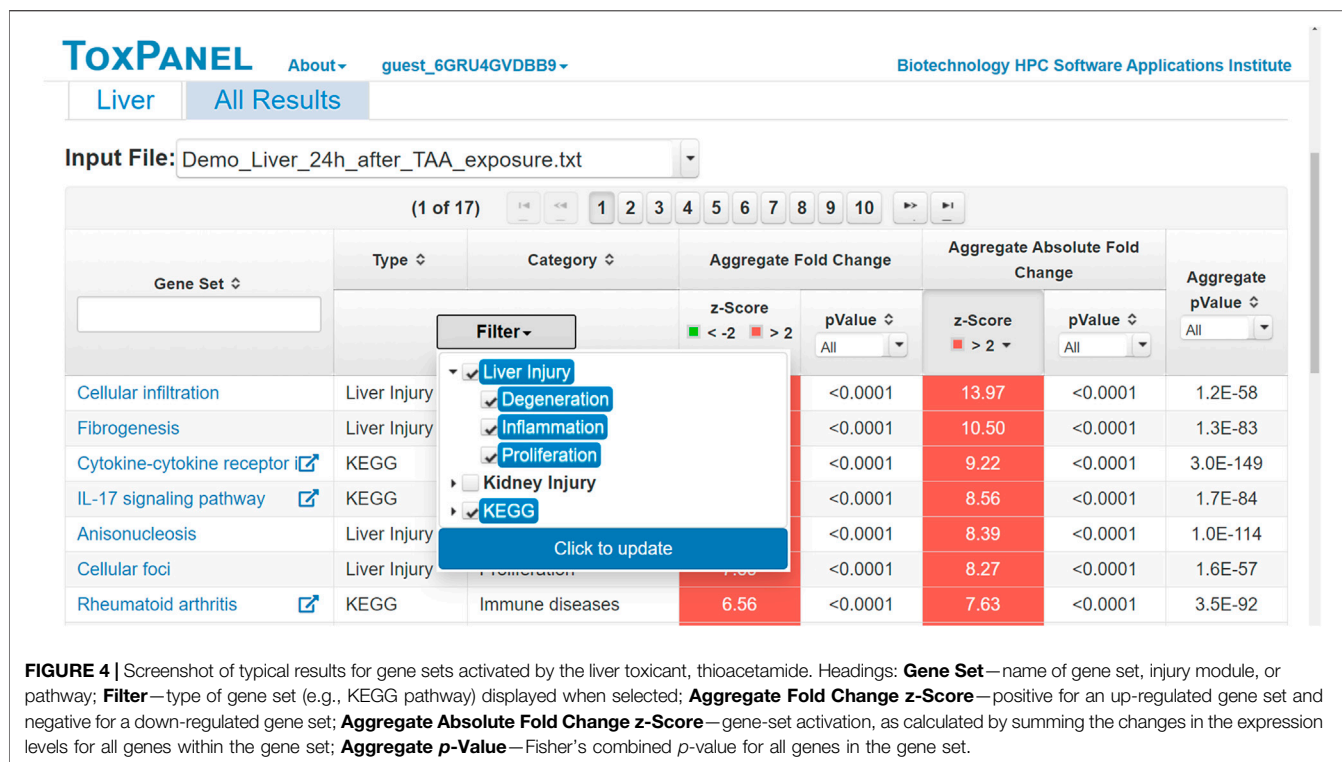 TOXPANEL About guest_6GRU4GVDBB9 Biotechnology HPC Software Applications Institute
Liver All Results
Input File: Demo_Liver_24h_after_TAA_exposure.txt
(1 of 17) 1 2 3 4 5 6 7 8 9 10
Gene Set Type Category Aggregate Fold Change Aggregate Absolute Fold Change Aggregate pValue
Filter z-Score < -2 > 2 pValue z-Score > 2 pValue
All All All
Liver Injury
Degeneration
Inflammation
Proliferation
Kidney Injury
KEGG
Click to update
Cellular infiltration Liver Injury <0.0001 13.97 <0.0001 1.2E-58
Fibrogenesis Liver Injury <0.0001 10.50 <0.0001 1.3E-83
Cytokine-cytokine receptor i KEGG <0.0001 9.22 <0.0001 3.0E-149
IL-17 signaling pathway KEGG <0.0001 8.56 <0.0001 1.7E-84
Anisonucleosis Liver Injury <0.0001 8.39 <0.0001 1.0E-114
Cellular foci Liver Injury <0.0001 8.27 <0.0001 1.6E-57
Rheumatoid arthritis KEGG Immune diseases 6.56 <0.0001 7.63 <0.0001 3.5E-92
FIGURE 4 | Screenshot of typical results for gene sets activated by the liver toxicant, thioacetamide. Headings: Gene Set—name of gene set, injury module, or
pathway; Filter—type of gene set (e.g., KEGG pathway) displayed when selected; Aggregate Fold Change z-Score—positive for an up-regulated gene set and
negative for a down-regulated gene set; Aggregate Absolute Fold Change z-Score—gene-set activation, as calculated by summing the changes in the expression
levels for all genes within the gene set; Aggregate p-Value—Fisher's combined p-value for all genes in the gene set.